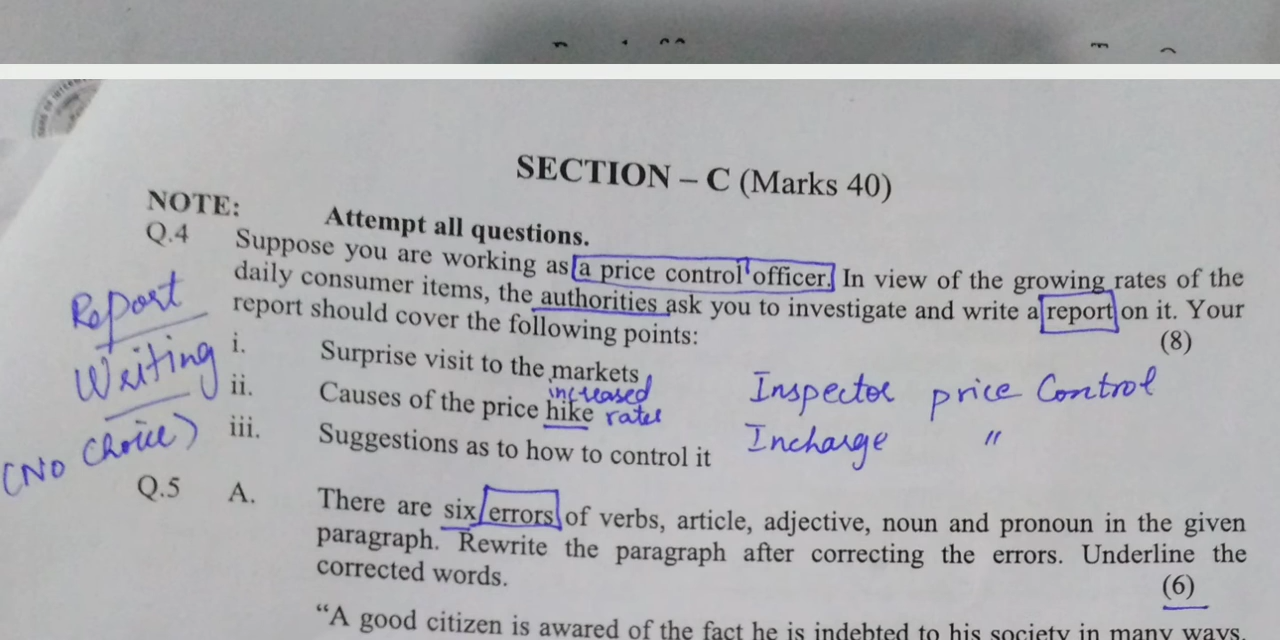 SECTION – C (Marks 40)
NOTE: Attempt all questions.
Q.4 Suppose you are working as a price control officer. In view of the growing rates of the
daily consumer items, the authorities ask you to investigate and write a report on it. Your
report should cover the following points: (8)
Report
Writing
(No Choice)
i. Surprise visit to the markets
increased
ii. Causes of the price hike rates
iii. Suggestions as to how to control it
Inspector price Control
Incharge "
Q.5 A. There are six errors of verbs, article, adjective, noun and pronoun in the given
paragraph. Rewrite the paragraph after correcting the errors. Underline the
corrected words. (6)
“A good citizen is awared of the fact he is indebted to his society in many ways.